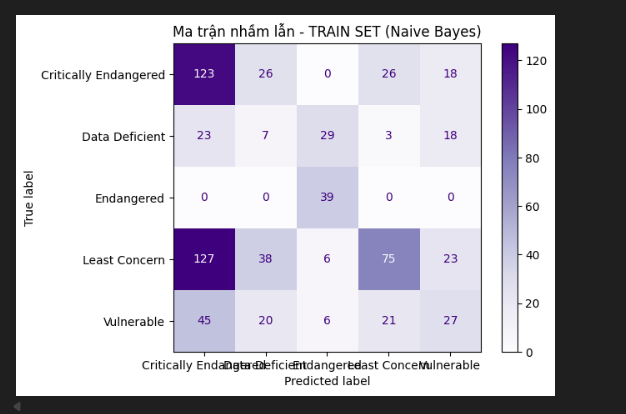 Ma trận nhầm lẫn - TRAIN SET (Naive Bayes)
True label
Critically Endangered 123 26 0 26 18
Data Deficient 23 7 29 3 18
Endangered 0 0 39 0 0
Least Concern 127 38 6 75 23
Vulnerable 45 20 6 21 27
Critically Endangered Data Deficient Endangered Least Concern Vulnerable
Predicted label
120
100
80
60
40
20
0